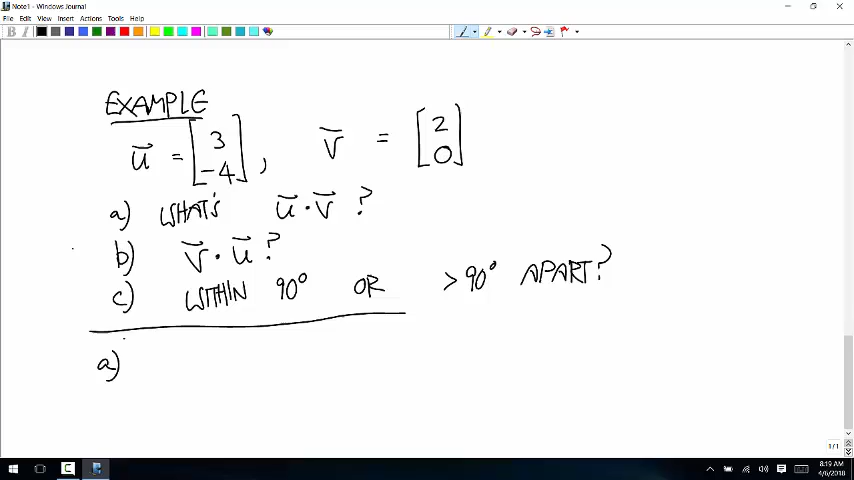 Note1 - Windows Journal
File Edit View Insert Actions Tools Help
B I
EXAMPLE
u = [3 -4], v = [2 0]
a) WHAT'S u · v ?
b) v · u ?
c) WITHIN 90° OR > 90° APART?
a)
1/1
8:19 AM
4/6/2018